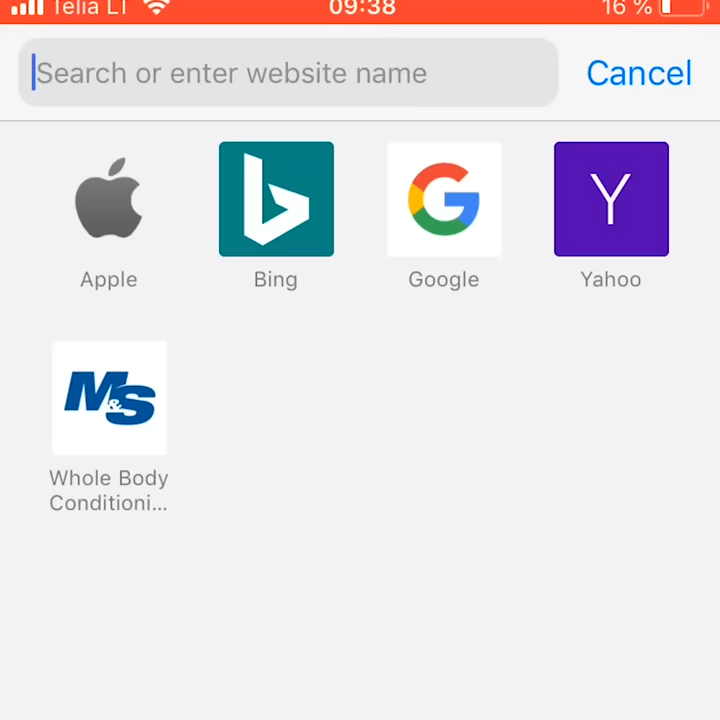 Telia LT 09:38 16 %
Search or enter website name Cancel
Apple Bing Google Yahoo
M&S
Whole Body
Conditioni...